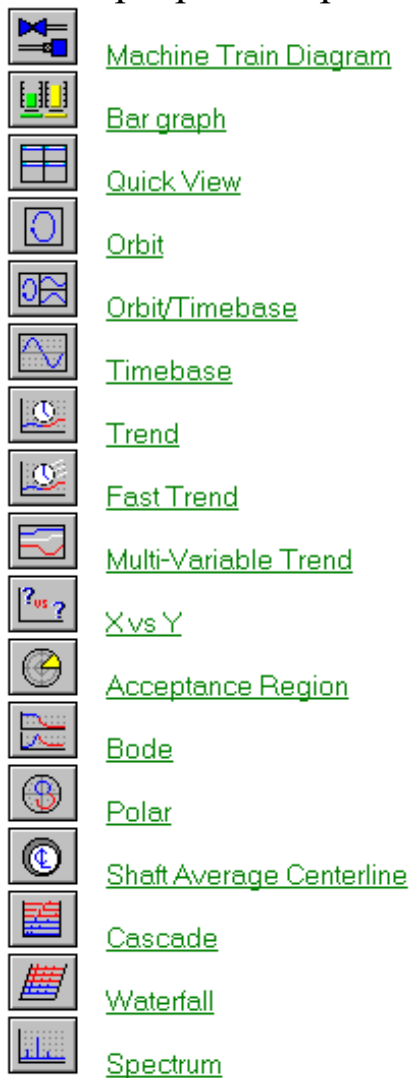 Machine Train Diagram
Bar graph
Quick View
Orbit
Orbit/Timebase
Timebase
Trend
Fast Trend
Multi-Variable Trend
? vs ?
X vs Y
Acceptance Region
Bode
Polar
Shaft Average Centerline
Cascade
Waterfall
Spectrum